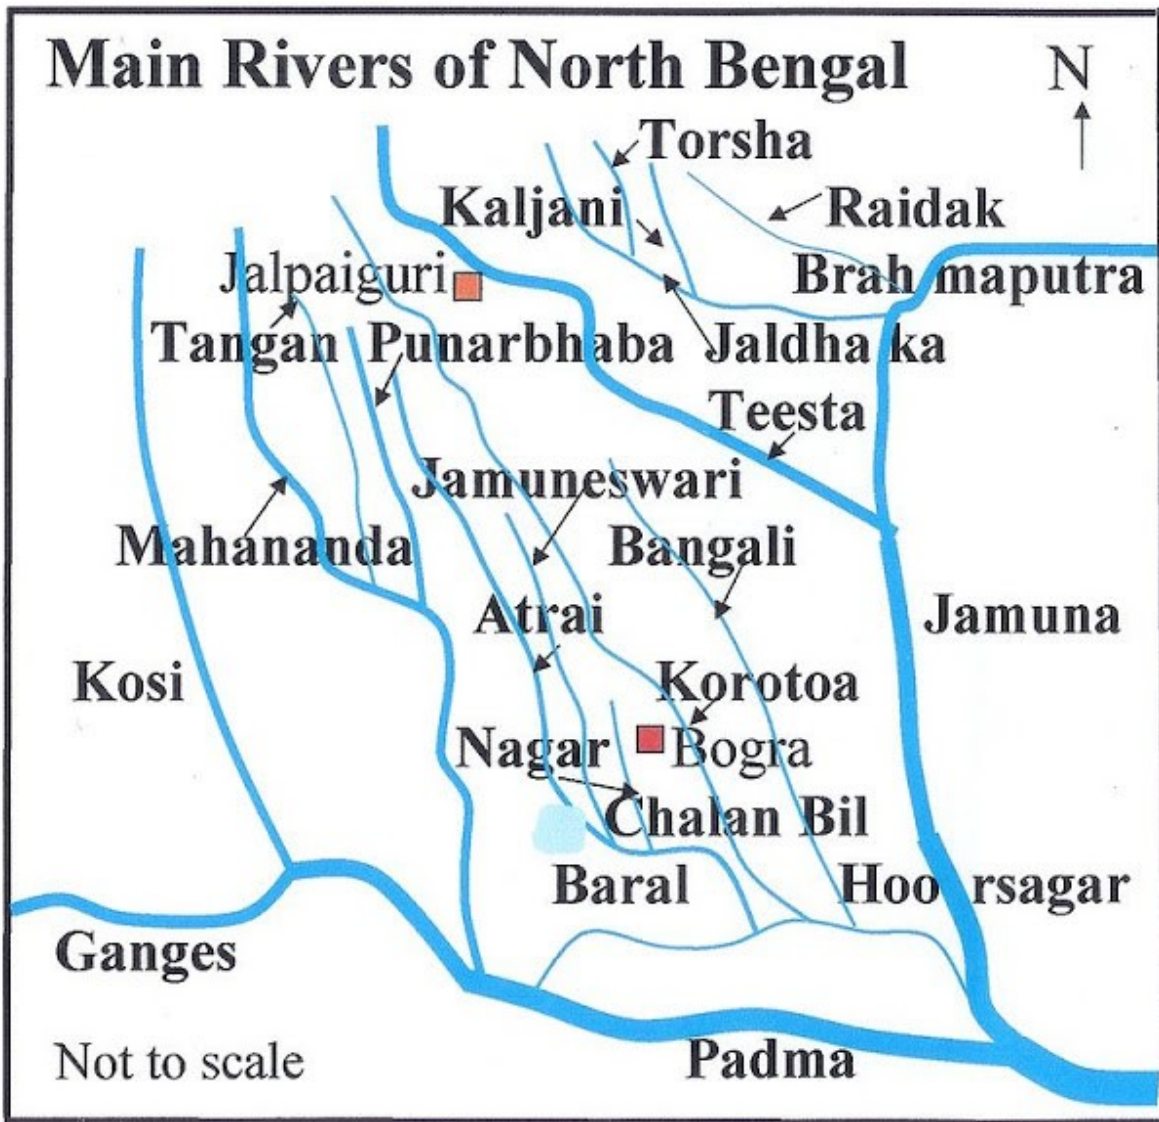 Main Rivers of North Bengal
N
Torsha
Kaljani
Raidak
Jalpaiguri
Brah maputra
Tangan
Punarbhaba
Jaldha ka
Teesta
Jamuneswari
Mahananda
Bangali
Atrai
Jamuna
Kosi
Korotoa
Nagar
Bogra
Chalan Bil
Baral
Hoo rsagar
Ganges
Padma
Not to scale